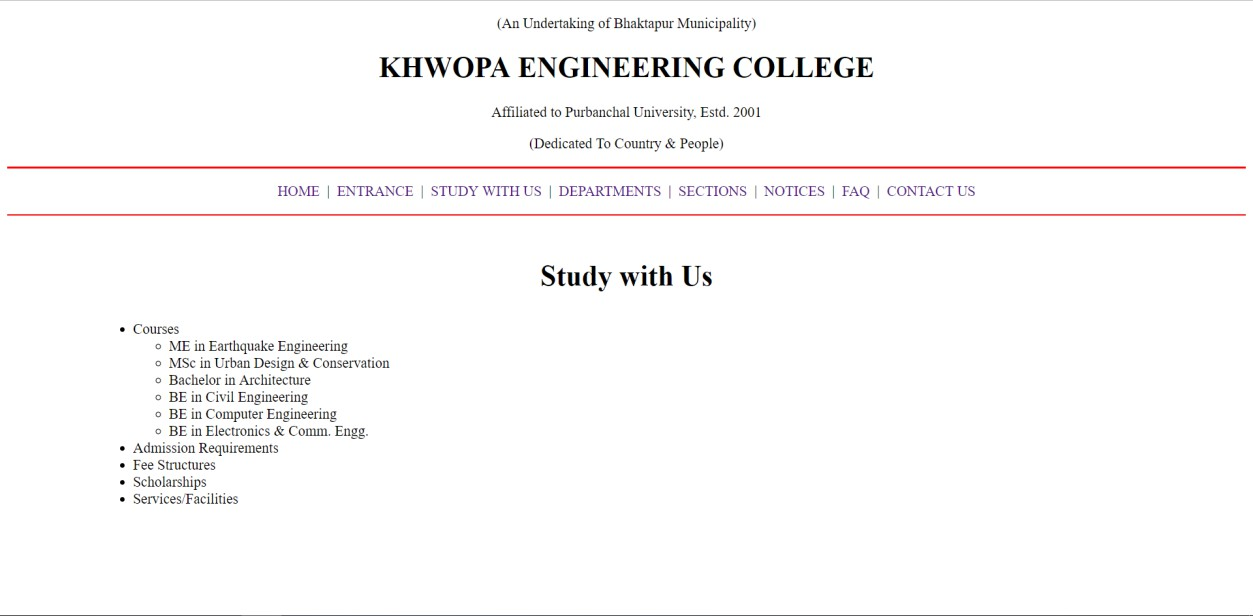 (An Undertaking of Bhaktapur Municipality)
KHWOPA ENGINEERING COLLEGE
Affiliated to Purbanchal University, Estd. 2001
(Dedicated To Country & People)
HOME | ENTRANCE | STUDY WITH US | DEPARTMENTS | SECTIONS | NOTICES | FAQ | CONTACT US
Study with Us
Courses
ME in Earthquake Engineering
MSc in Urban Design & Conservation
Bachelor in Architecture
BE in Civil Engineering
BE in Computer Engineering
BE in Electronics & Comm. Engg.
Admission Requirements
Fee Structures
Scholarships
Services/Facilities